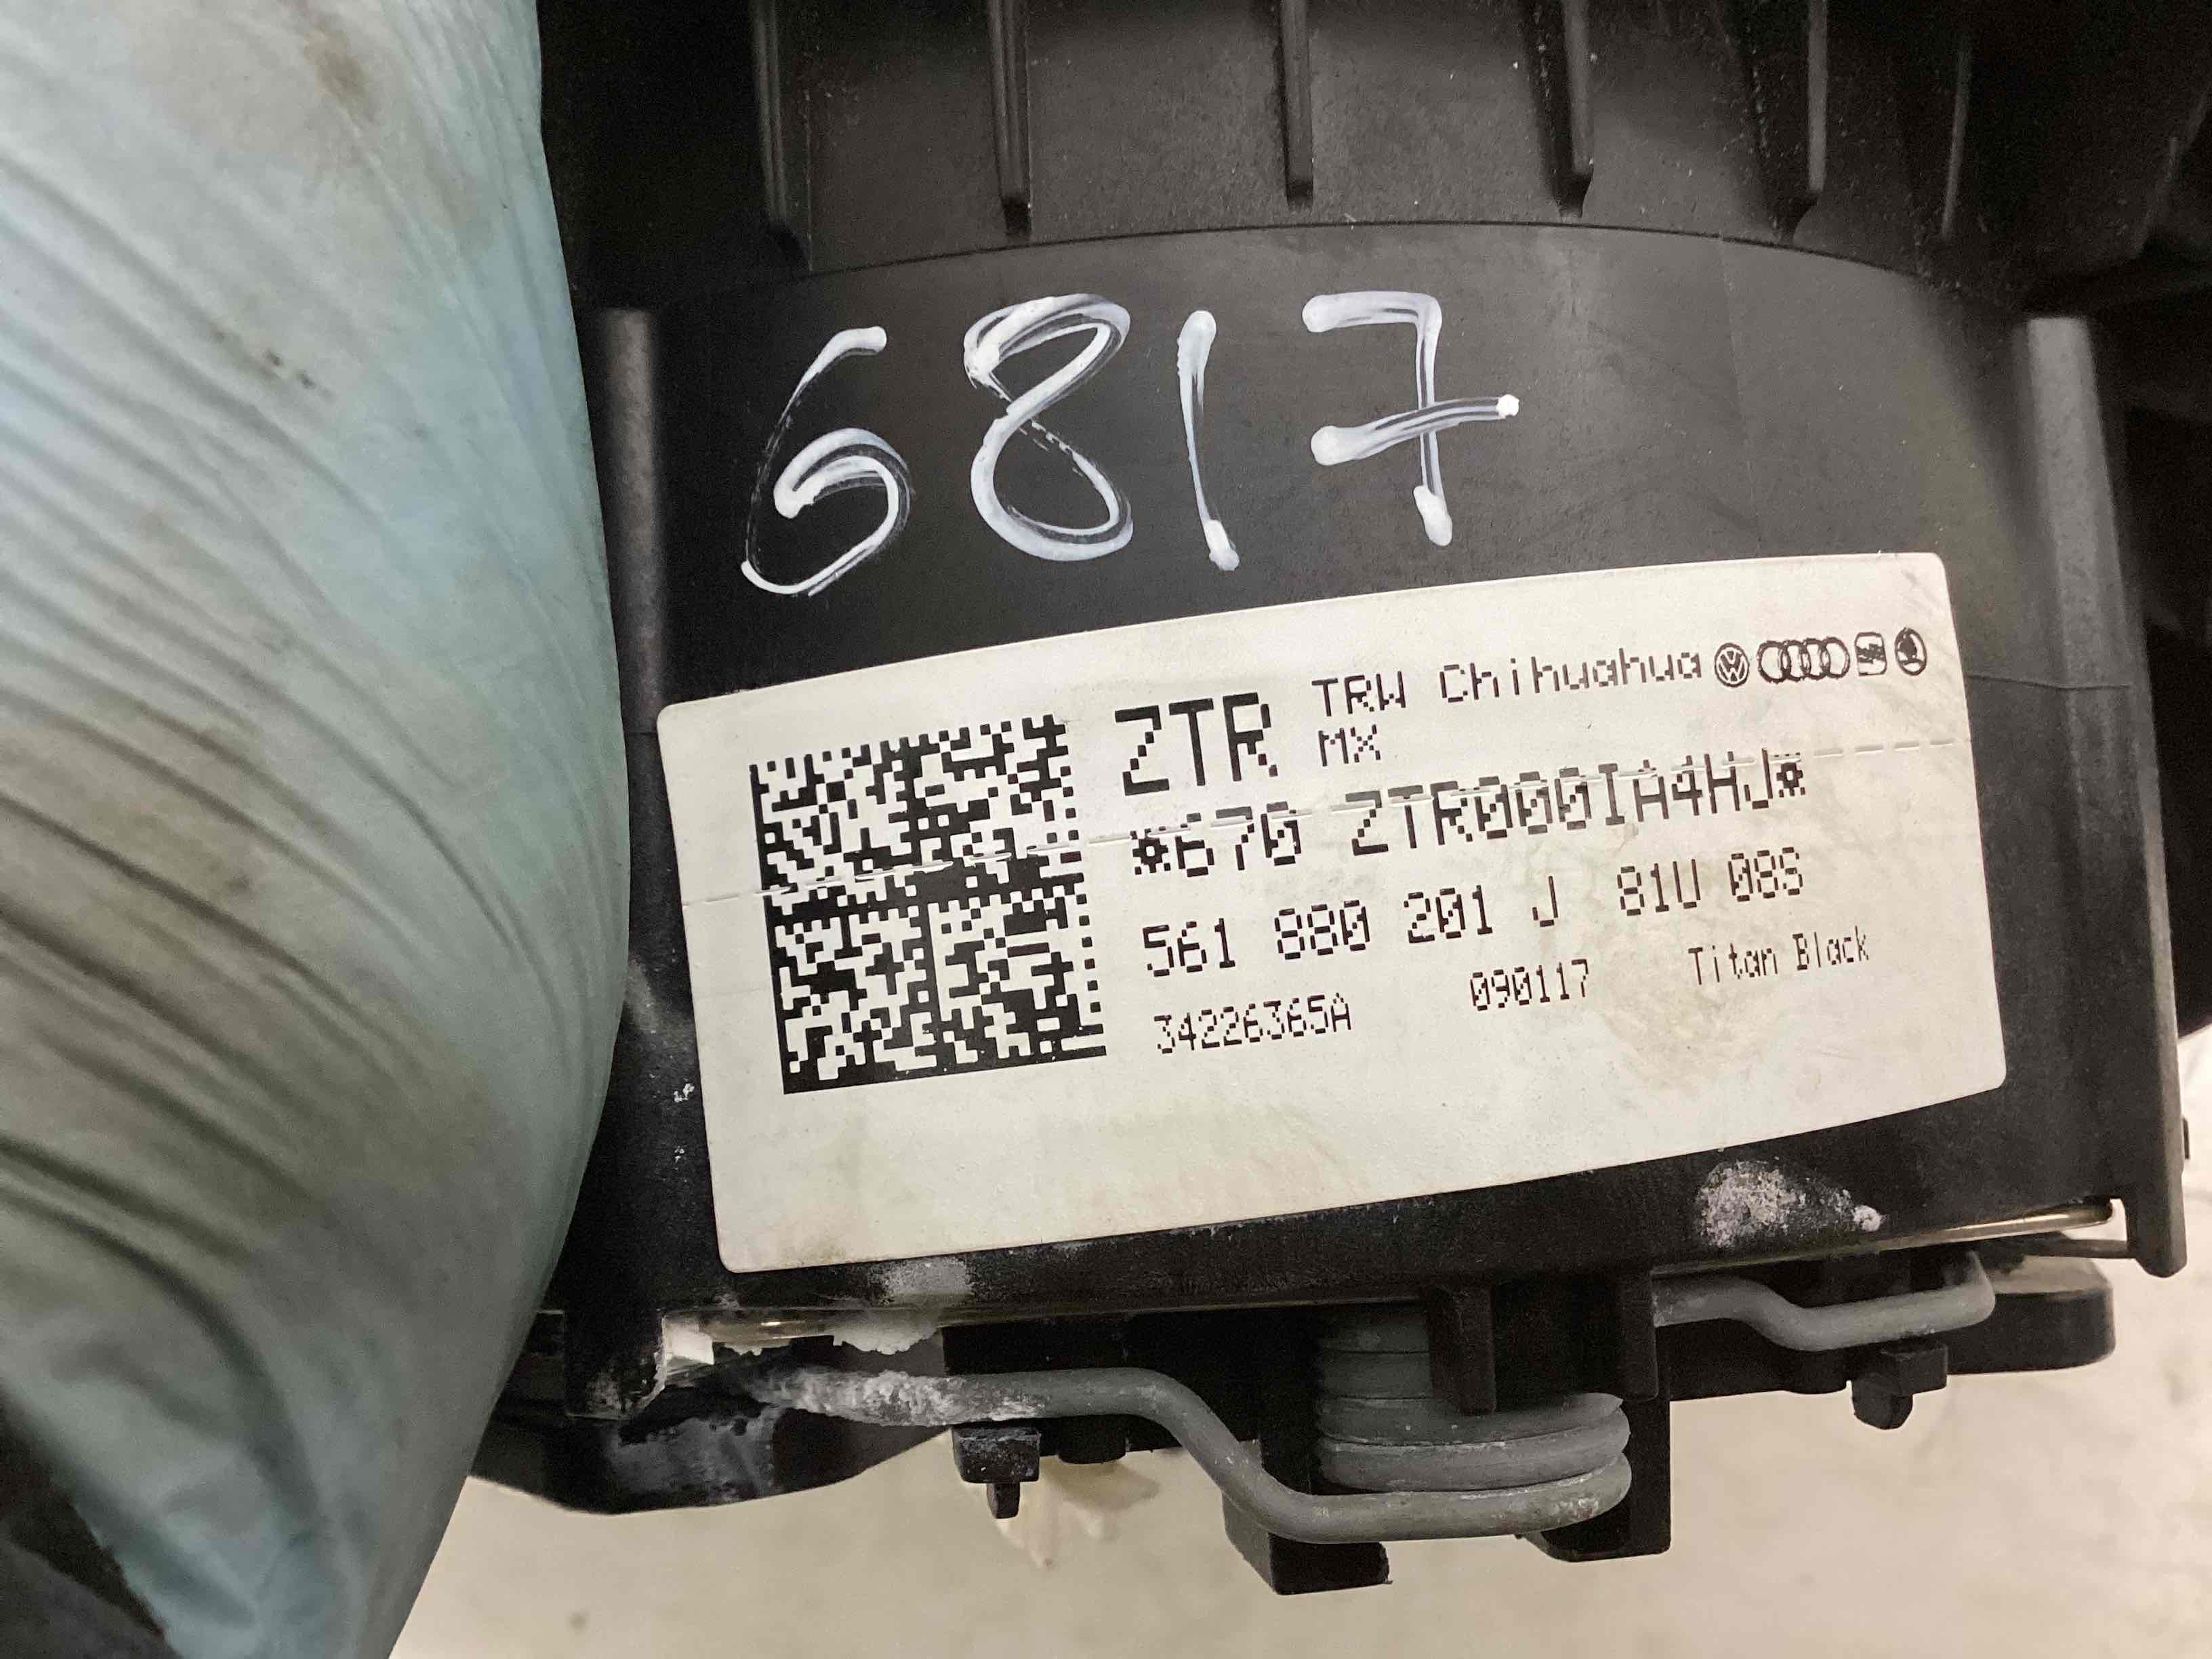 6817
ZTR TRW Chihuahua
MX
*670 ZTR000IA4HJ*
561 880 201 J 81U 08S
34226365A 090117 Titan Black